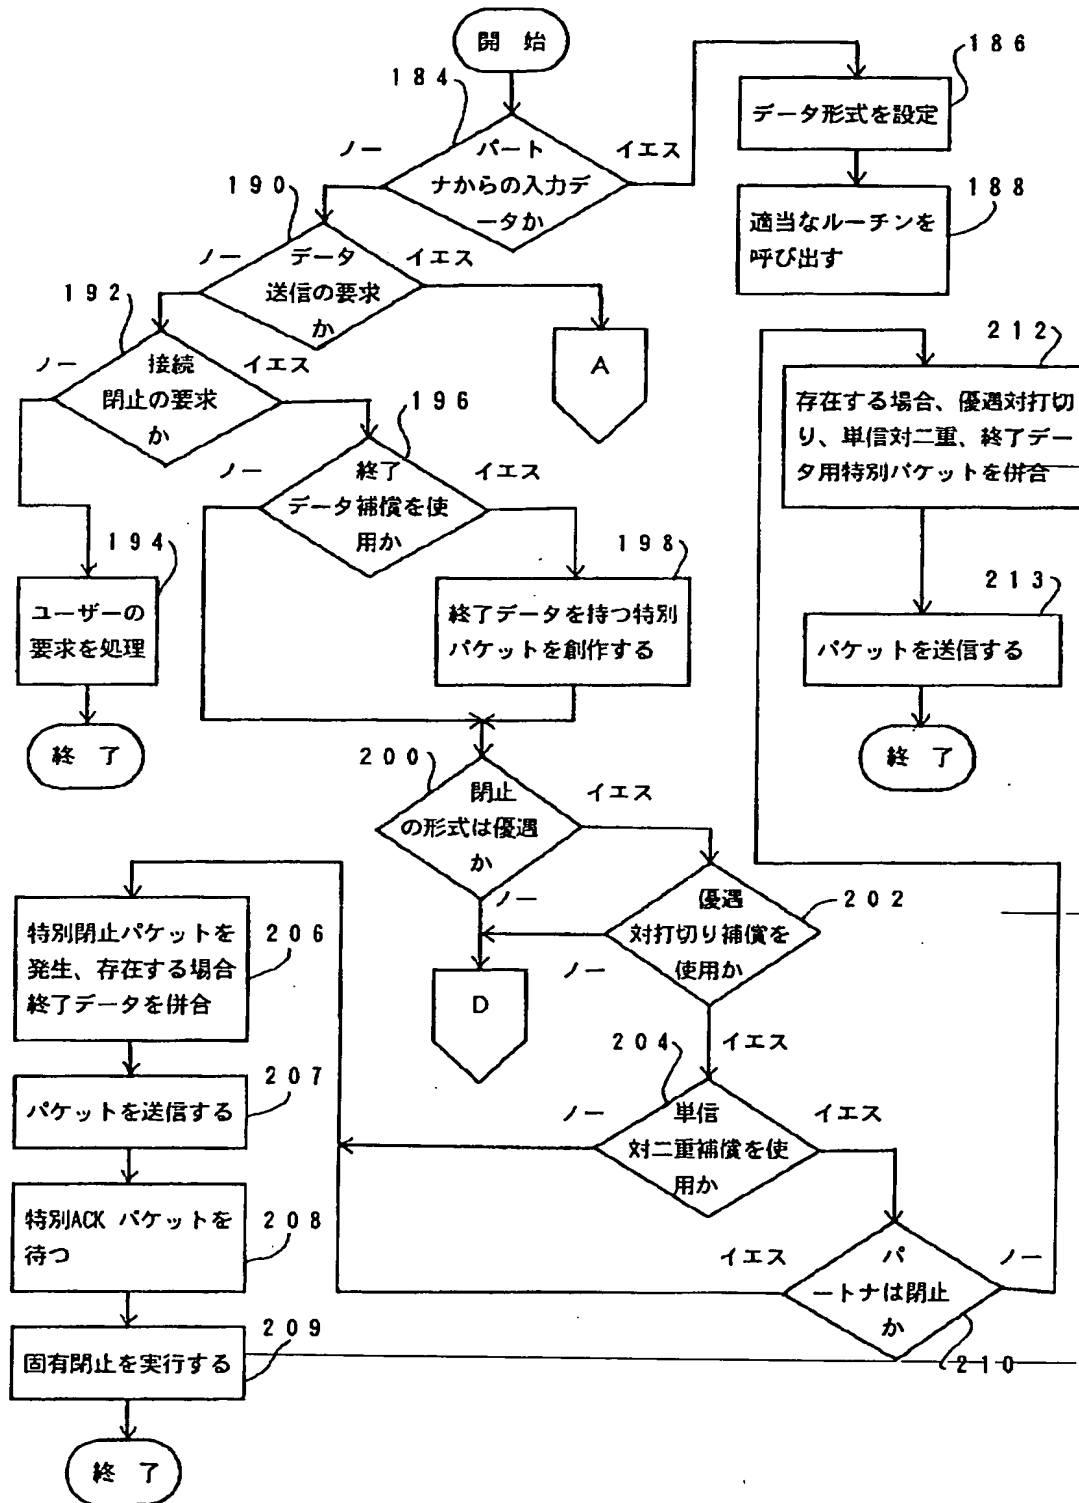 開 始
184
パート
ナからの入力デ
ータか
ノー
イエス
186
データ形式を設定
188
適当なルーチンを
呼び出す
190
データ
送信の要求
か
ノー
イエス
A
192
接続
閉止の要求
か
ノー
イエス
194
ユーザーの
要求を処理
終 了
196
終了
データ補償を使
用か
ノー
イエス
198
終了データを持つ特別
パケットを創作する
212
存在する場合、優遇対打切
り、単信対二重、終了デー
タ用特別パケットを併合
213
パケットを送信する
終 了
200
閉止
の形式は優遇
か
イエス
ノー
D
202
優遇
対打切り補償を
使用か
ノー
イエス
204
単信
対二重補償を使
用か
ノー
イエス
206
特別閉止パケットを
発生、存在する場合
終了データを併合
207
パケットを送信する
208
特別ACK パケットを
待つ
209
固有閉止を実行する
終 了
210
パ
ートナは閉止
か
イエス
ノー